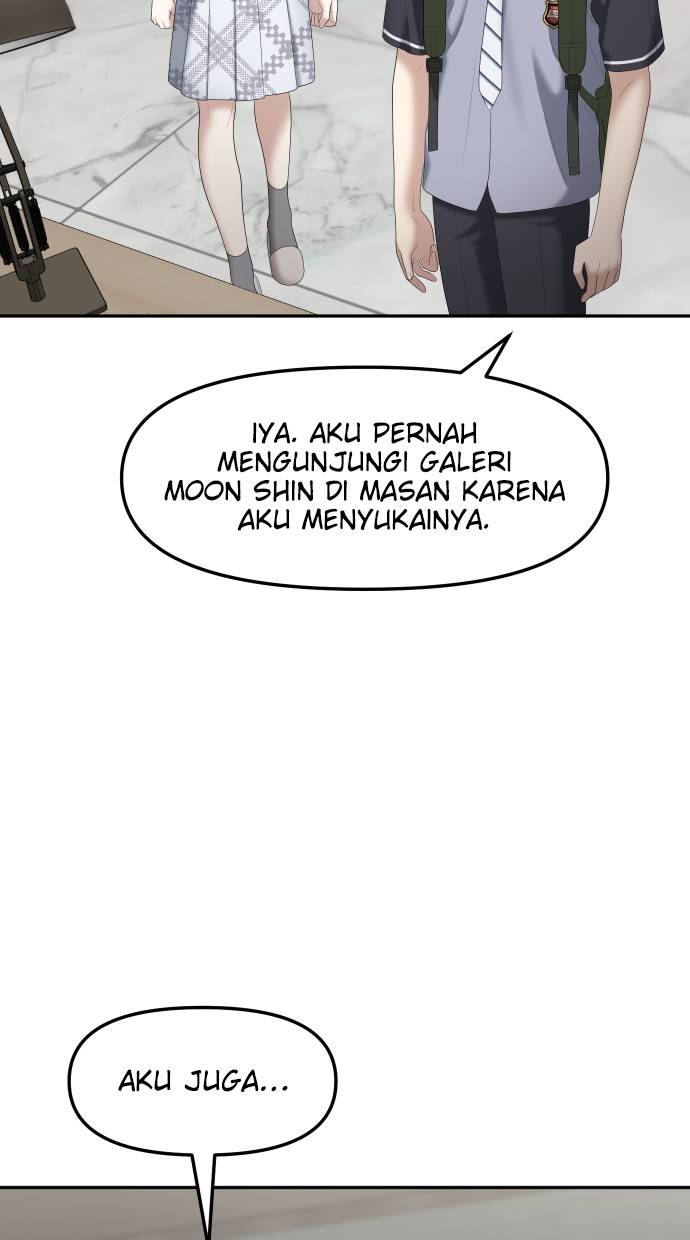 IYA. AKU PERNAH
MENGUNJUNGI GALERI
MOON SHIN DI MASAN KARENA
AKU MENYUKAINYA.
AKU JUGA...